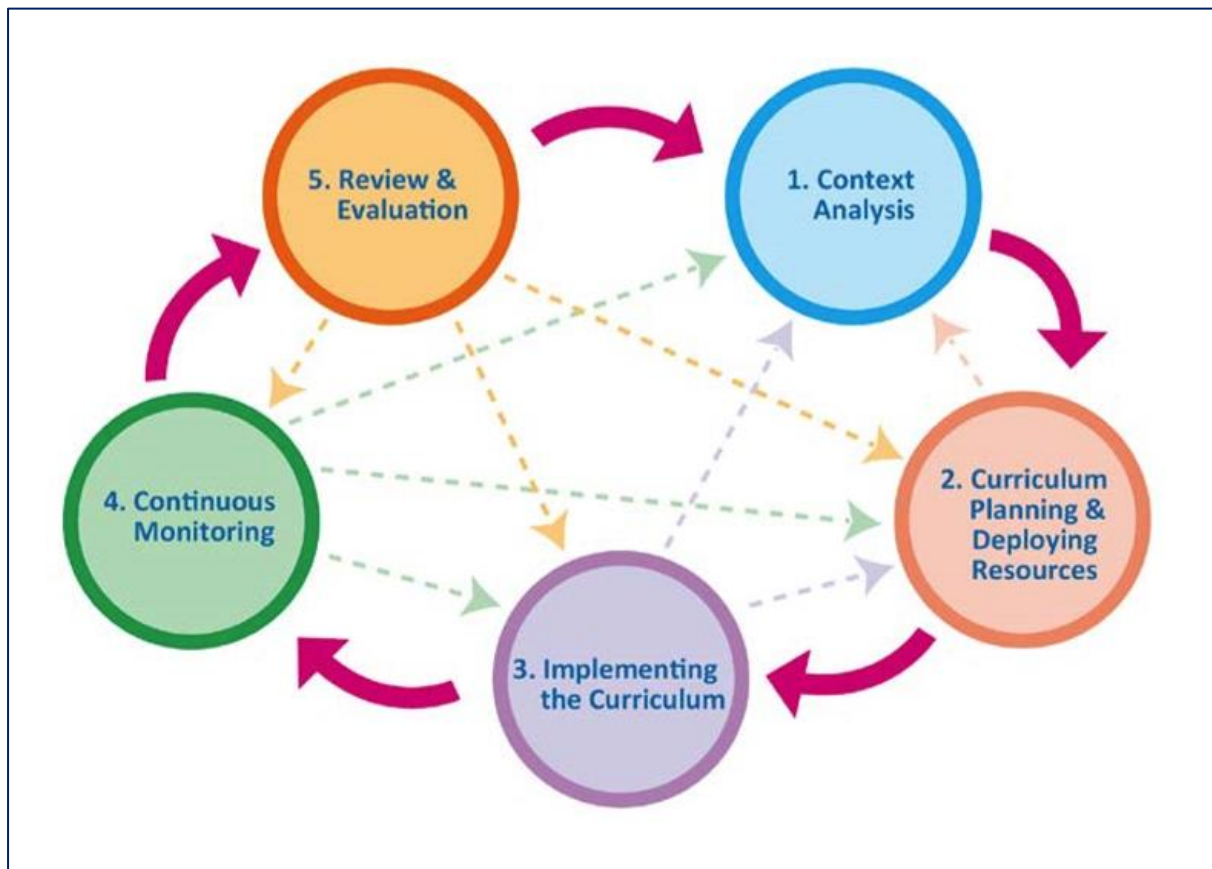 5. Review &
Evaluation
1. Context
Analysis
4. Continuous
Monitoring
2. Curriculum
Planning &
Deploying
Resources
3. Implementing
the Curriculum